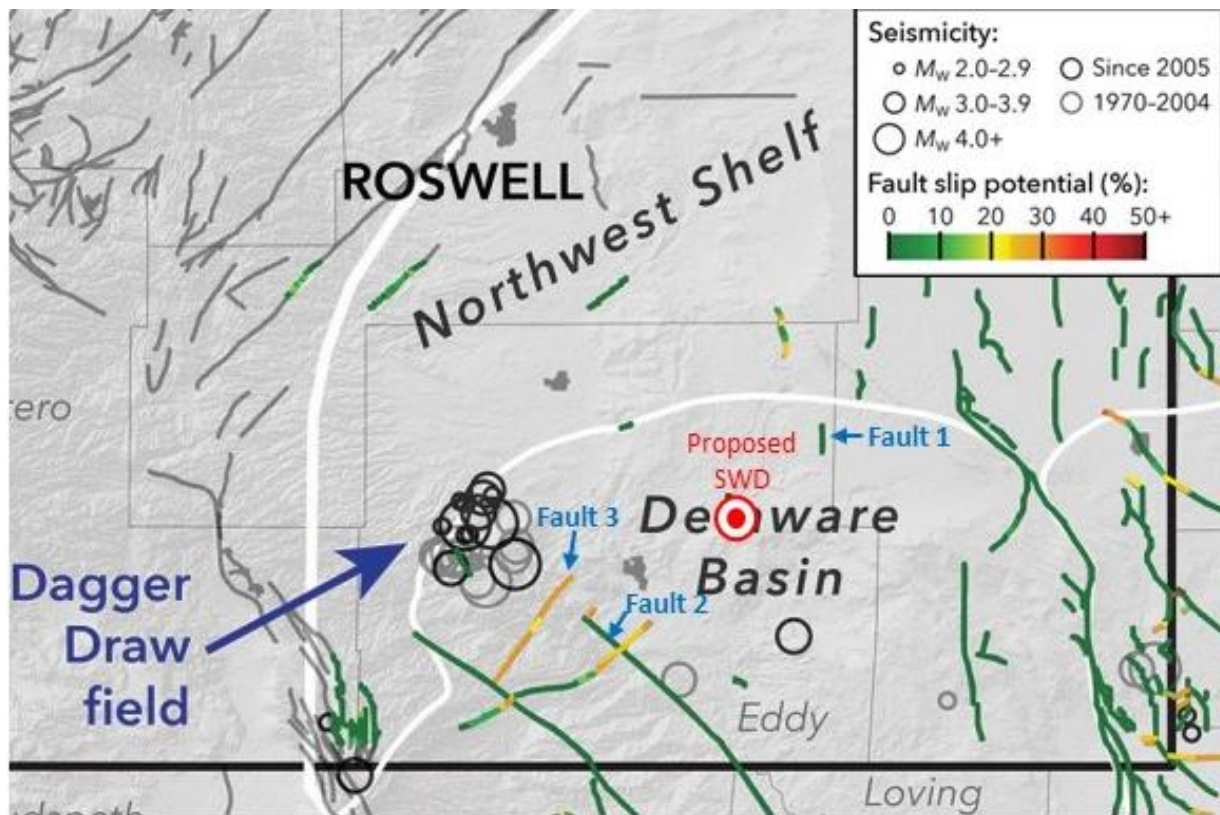 Seismicity:
Mw 2.0–2.9
Since 2005
Mw 3.0–3.9
1970–2004
Mw 4.0+
Fault slip potential (%):
0 10 20 30 40 50+
ROSWELL
Northwest Shelf
tero
Proposed
SWD
Fault 1
Fault 3
Delaware
Basin
Dagger
Draw
field
Fault 2
Eddy
Loving